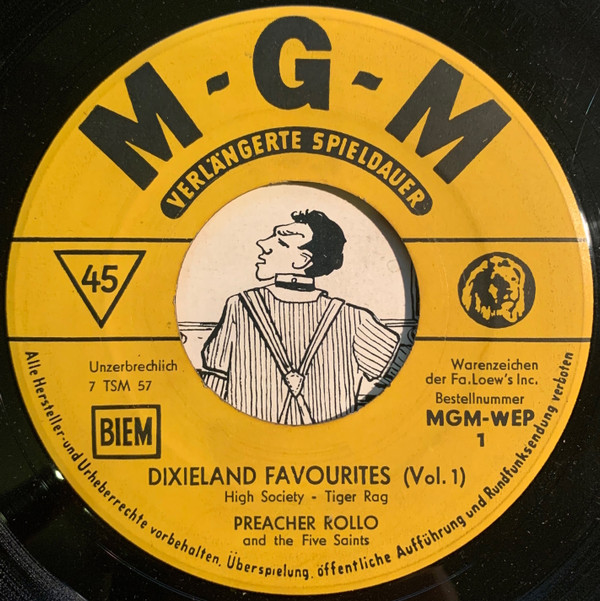 M-G-M
VERLÄNGERTE SPIELDAUER
45
Unzerbrechlich
7 TSM 57
BIEM
Warenzeichen
der Fa. Loew's Inc.
Bestellnummer
MGM-WEP
1
DIXIELAND FAVOURITES (Vol. 1)
High Society - Tiger Rag
PREACHER ROLLO
and the Five Saints
Alle Hersteller- und Urheberrechte vorbehalten. Überspielung, öffentliche Aufführung und Rundfunksendung verboten